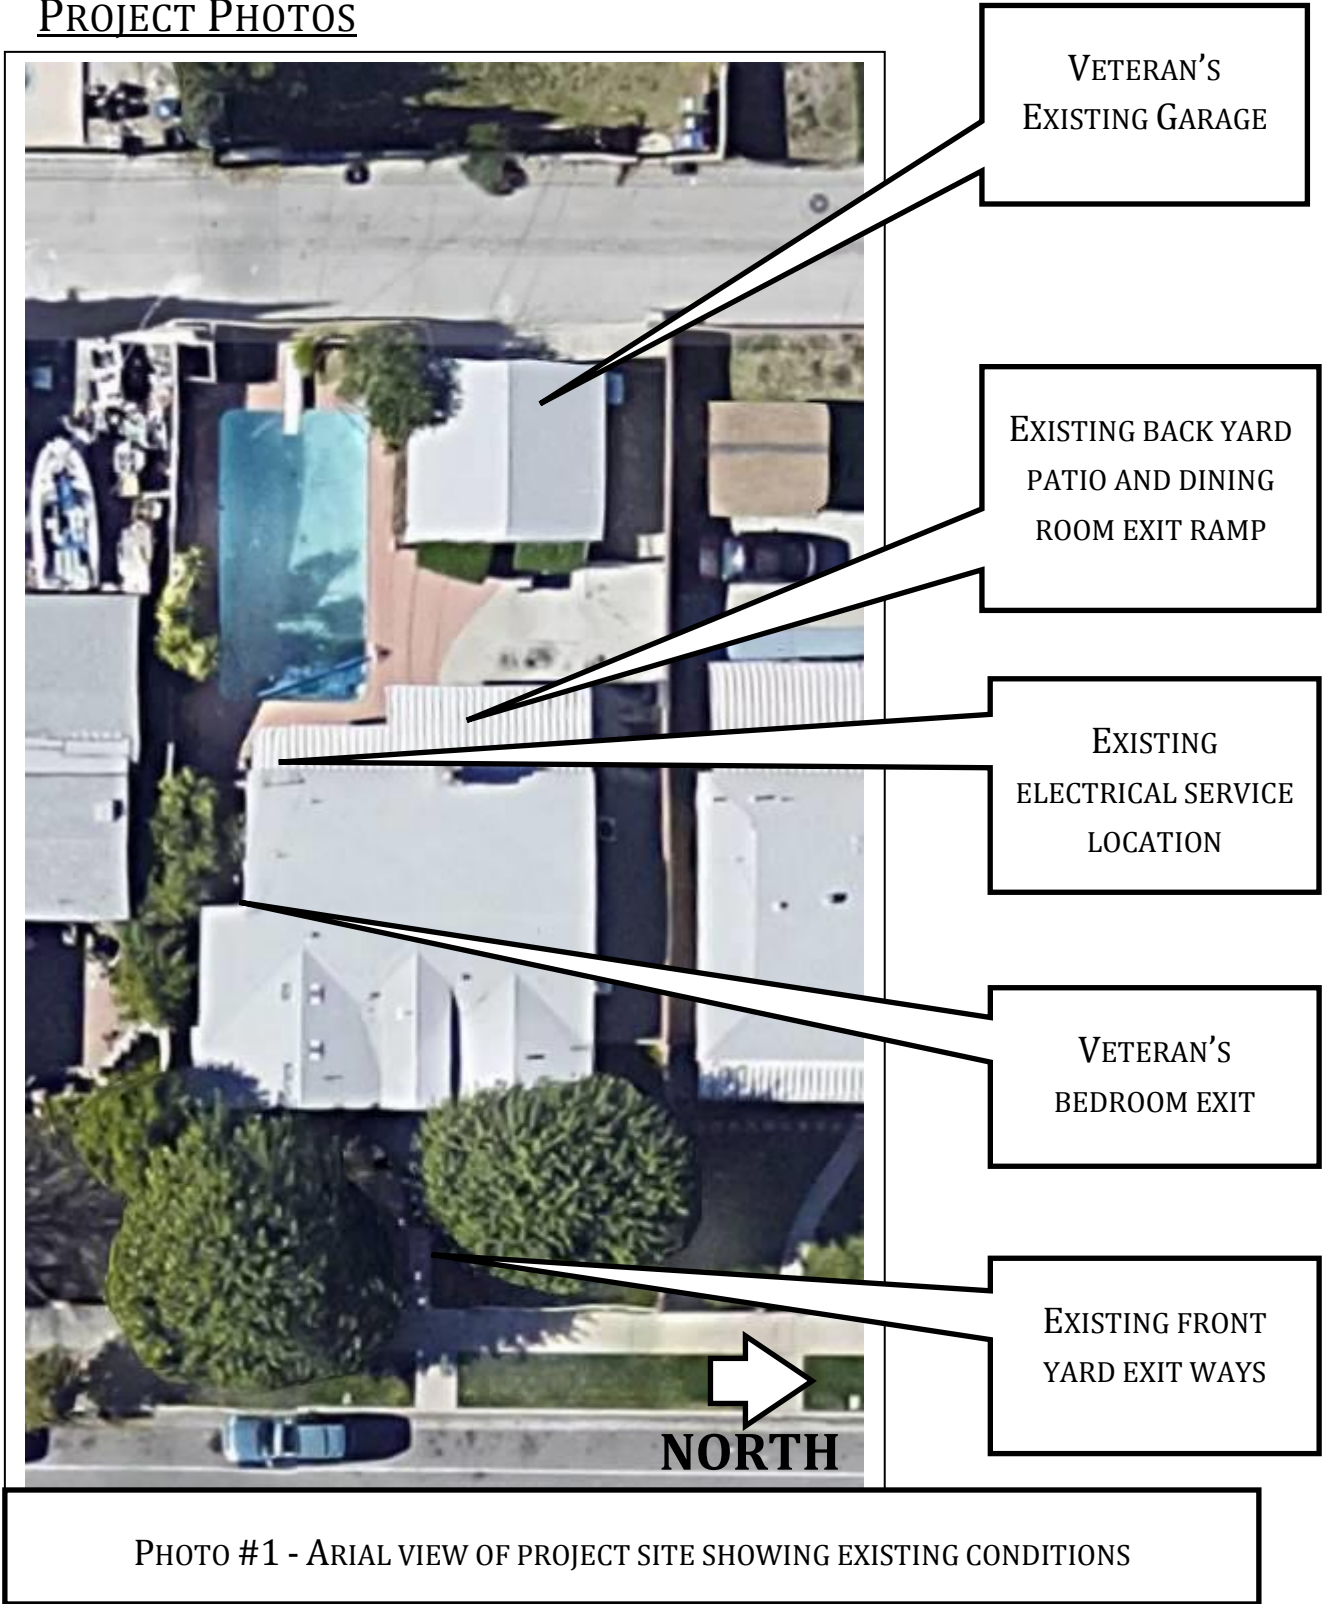 PROJECT PHOTOS
VETERAN'S
EXISTING GARAGE
EXISTING BACK YARD
PATIO AND DINING
ROOM EXIT RAMP
EXISTING
ELECTRICAL SERVICE
LOCATION
VETERAN'S
BEDROOM EXIT
EXISTING FRONT
YARD EXIT WAYS
NORTH
PHOTO #1 - ARIAL VIEW OF PROJECT SITE SHOWING EXISTING CONDITIONS